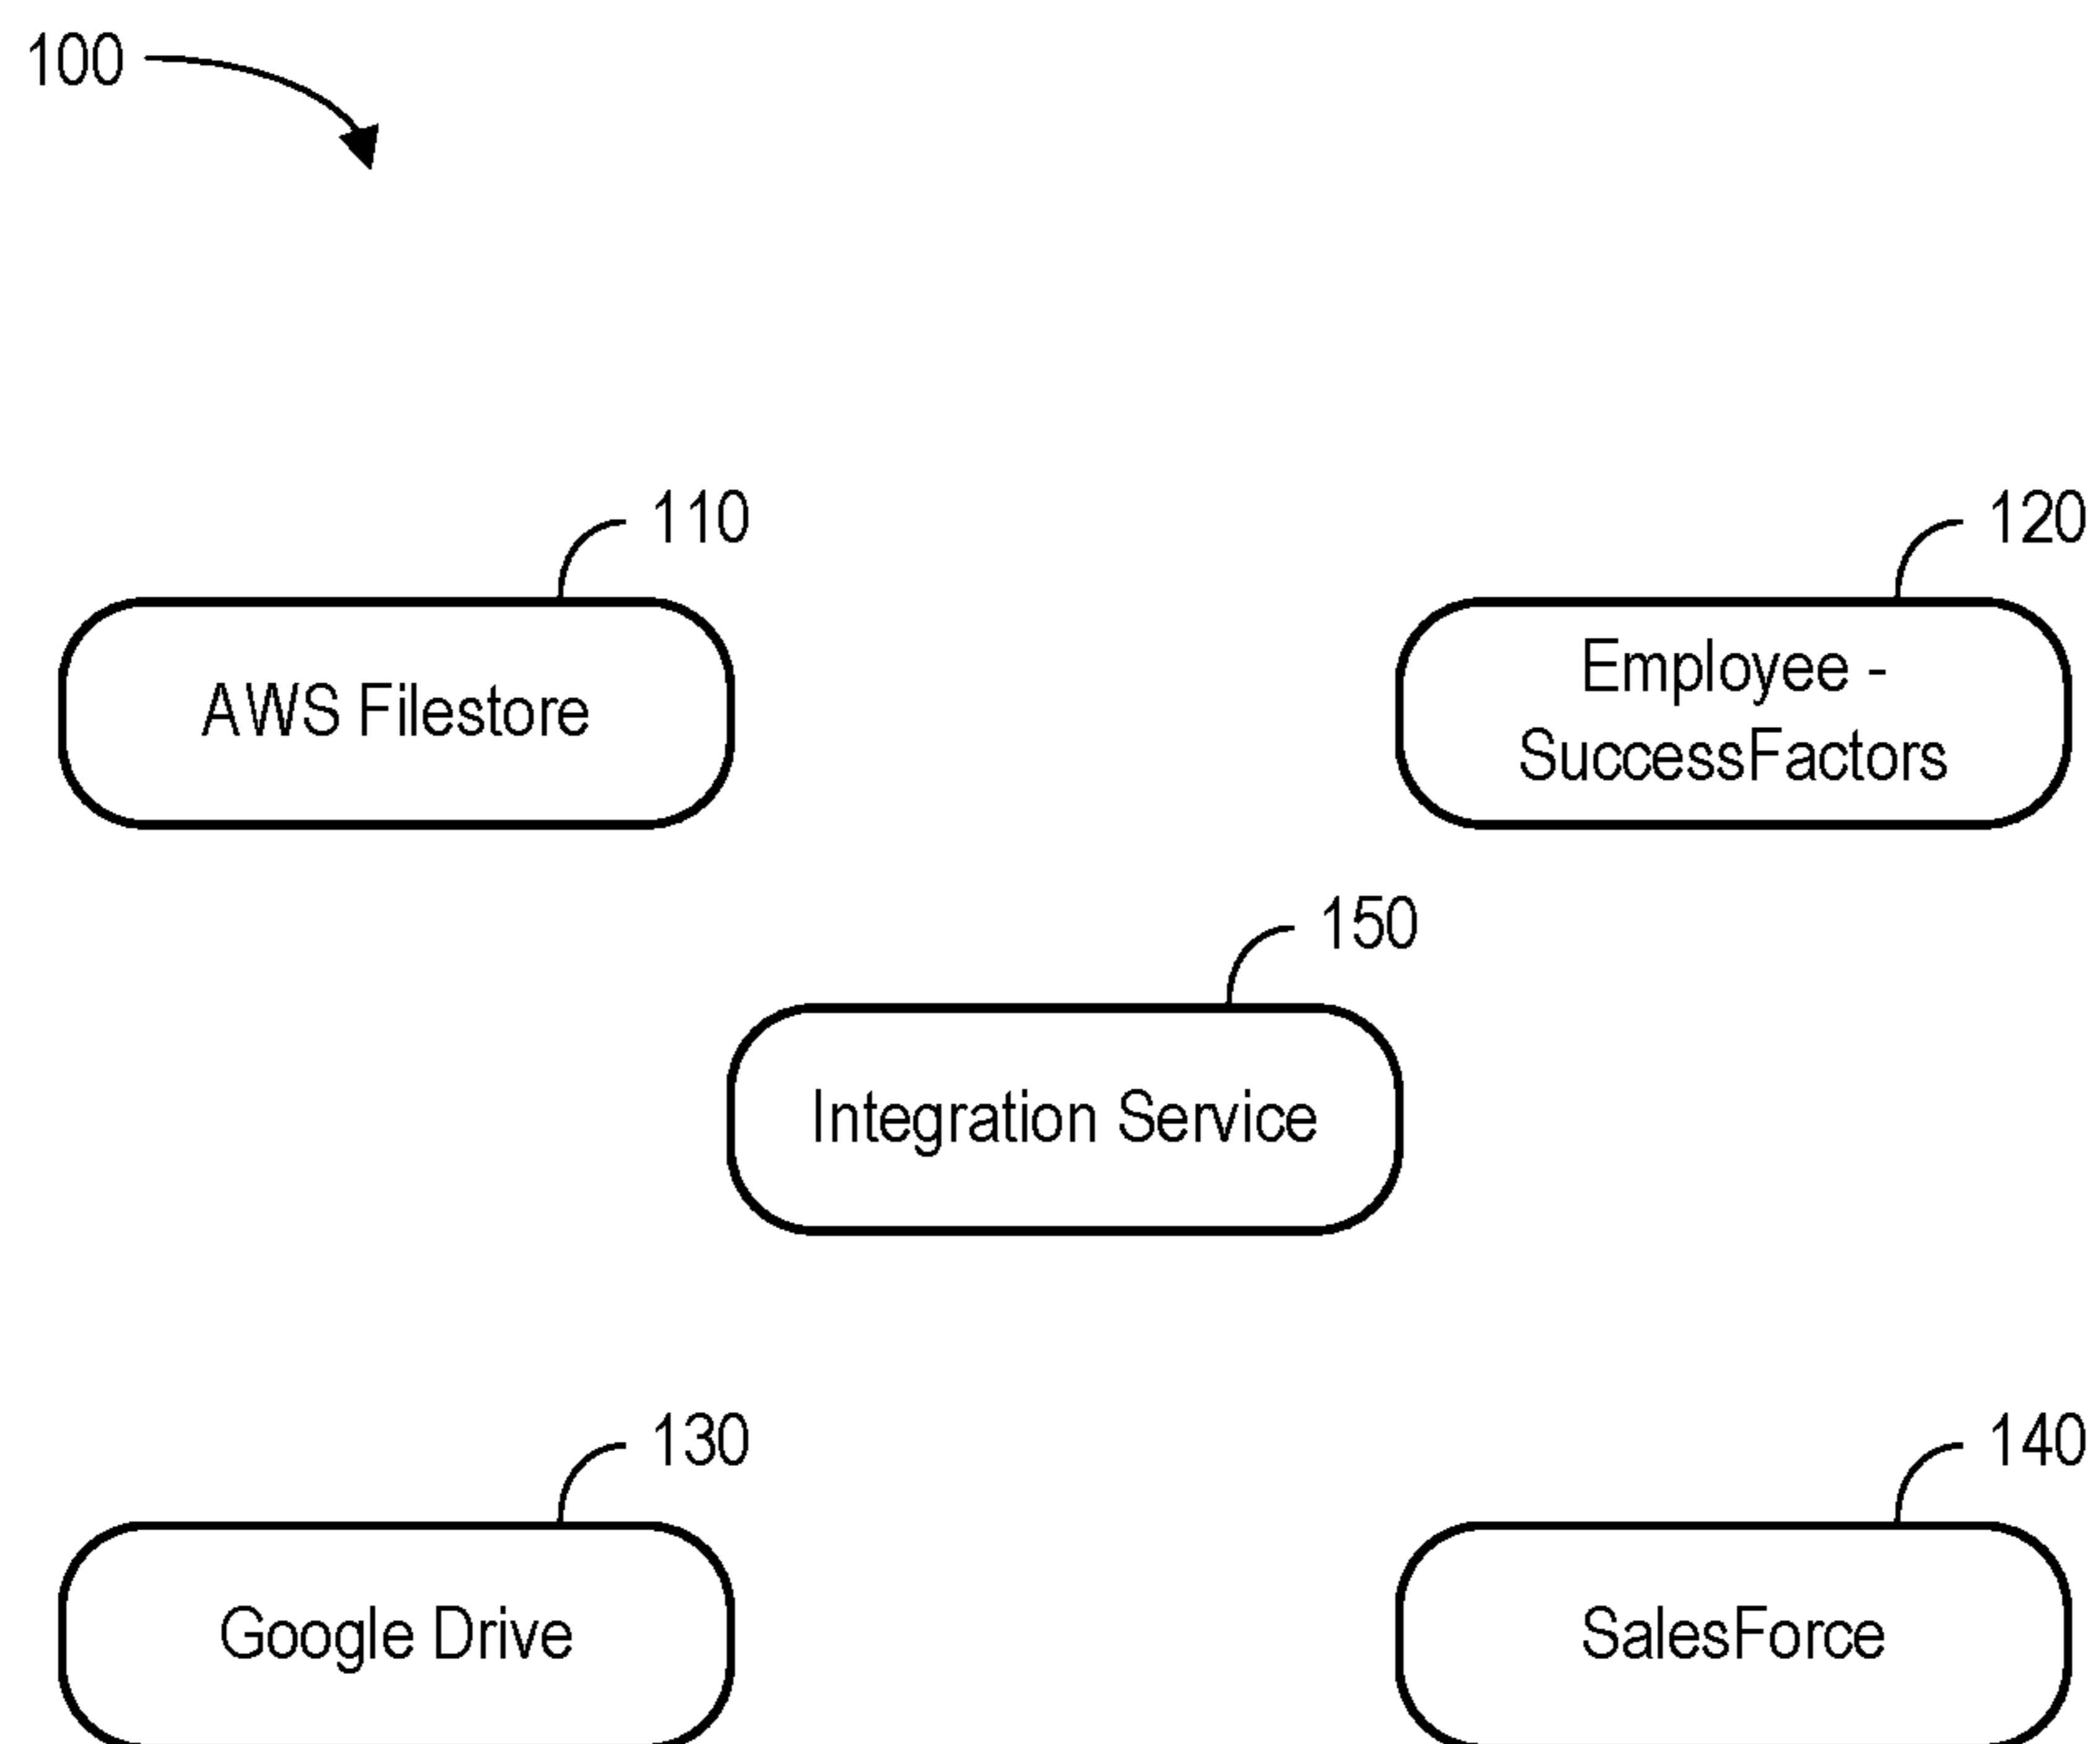 100
110
120
AWS Filestore
Employee -
SuccessFactors
150
Integration Service
130
140
Google Drive
SalesForce